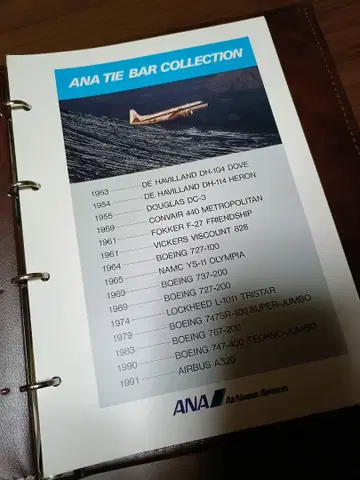 ANA TIE BAR COLLECTION
1953 DE HAVILLAND DH-104 DOVE
1954 DE HAVILLAND DH-114 HERON
1955 DOUGLAS DC-3
1959 CONVAIR 440 METROPOLITAN
1961 FOKKER F-27 FRIENDSHIP
1961 VICKERS VISCOUNT 828
1964 BOEING 727-100
1965 NAMC YS-11 OLYMPIA
1969 BOEING 737-200
1969 BOEING 727-200
1974 LOCKHEED L-1011 TRISTAR
1979 BOEING 747SR-100 SUPER-JUMBO
1983 BOEING 767-200
1990 BOEING 747-400 TECHNO-JUMBO
1991 AIRBUS A320
ANA All Nippon Airways